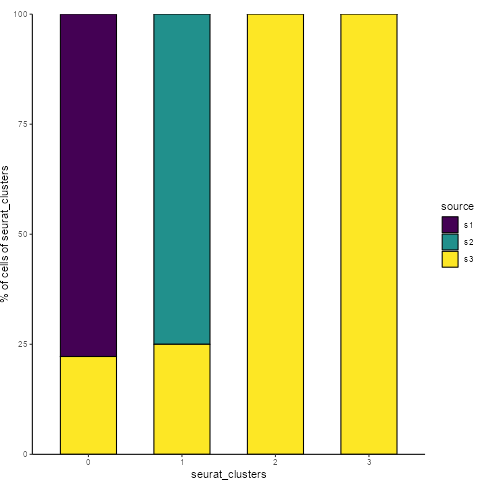 100
75
50
25
0
% of cells of seurat_clusters
0 1 2 3
seurat_clusters
source
s1
s2
s3